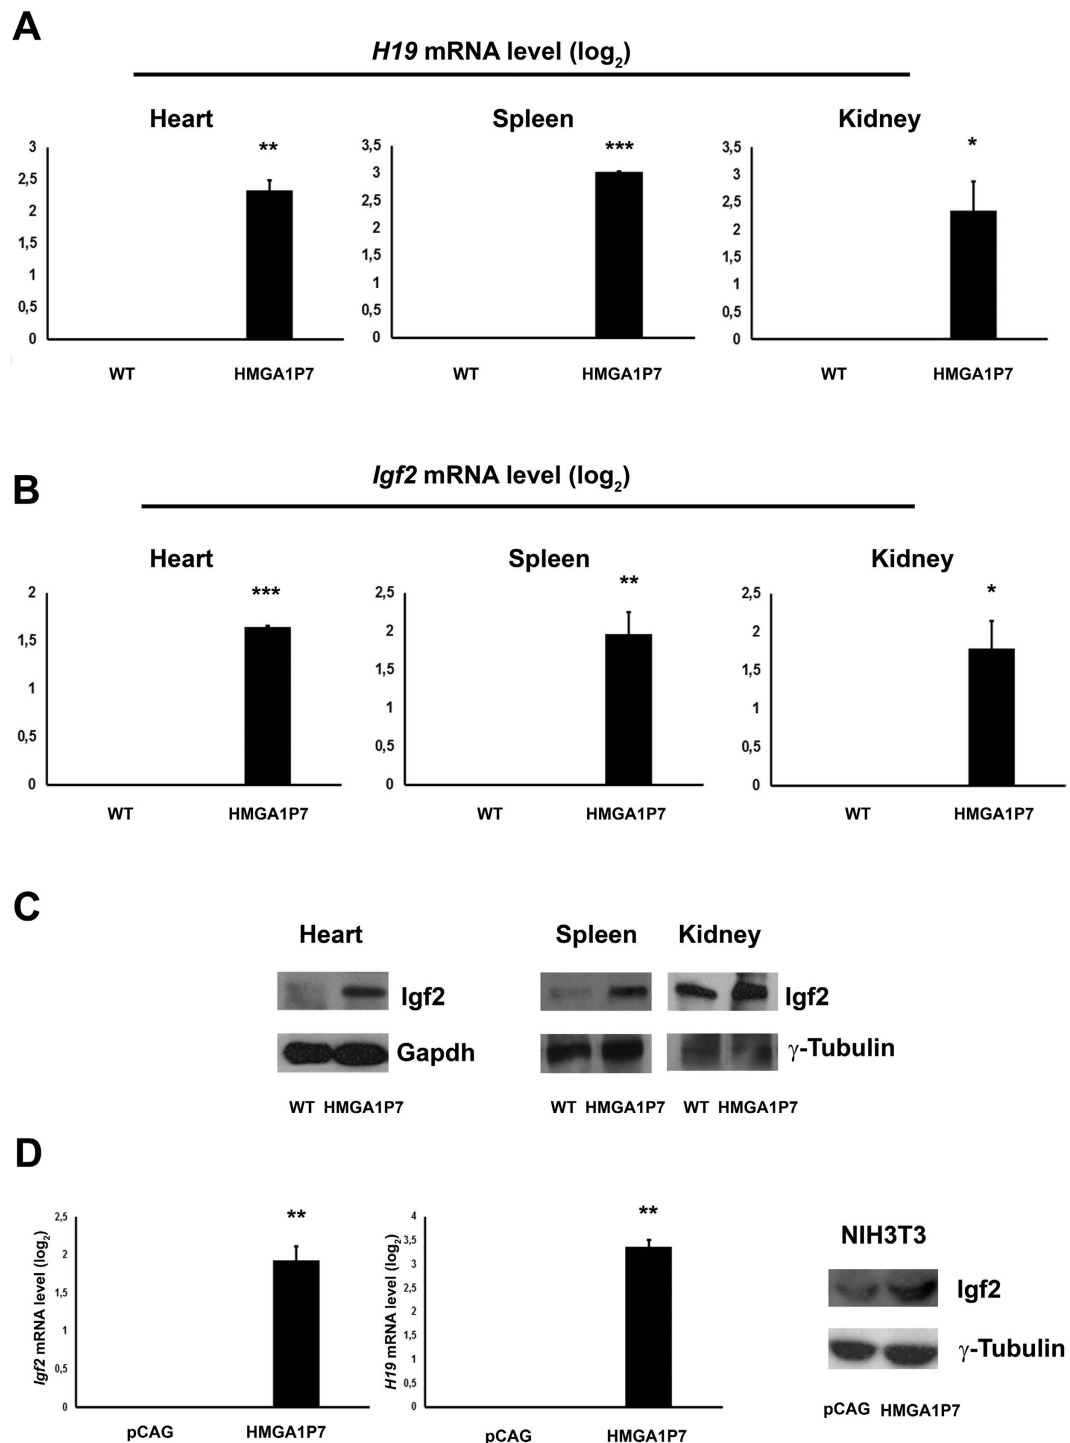 A
H19 mRNA level (log2)
Heart Spleen Kidney
** *** *
3
2,5
2
1,5
1
0,5
0
3,5
3
2,5
2
1,5
1
0,5
0
3,5
3
2,5
2
1,5
1
0,5
0
WT HMGA1P7 WT HMGA1P7 WT HMGA1P7
B
Igf2 mRNA level (log2)
Heart Spleen Kidney
*** ** *
2
1,5
1
0,5
0
2,5
2
1,5
1
0,5
0
2,5
2
1,5
1
0,5
0
WT HMGA1P7 WT HMGA1P7 WT HMGA1P7
C
Heart Spleen Kidney
Igf2 Igf2
Gapdh γ-Tubulin
WT HMGA1P7 WT HMGA1P7 WT HMGA1P7
D
Igf2 mRNA level (log2)
2,5
2
1,5
1
0,5
0
**
pCAG HMGA1P7
H19 mRNA level (log2)
4
3,5
3
2,5
2
1,5
1
0,5
0
**
pCAG HMGA1P7
NIH3T3
Igf2
γ-Tubulin
pCAG HMGA1P7